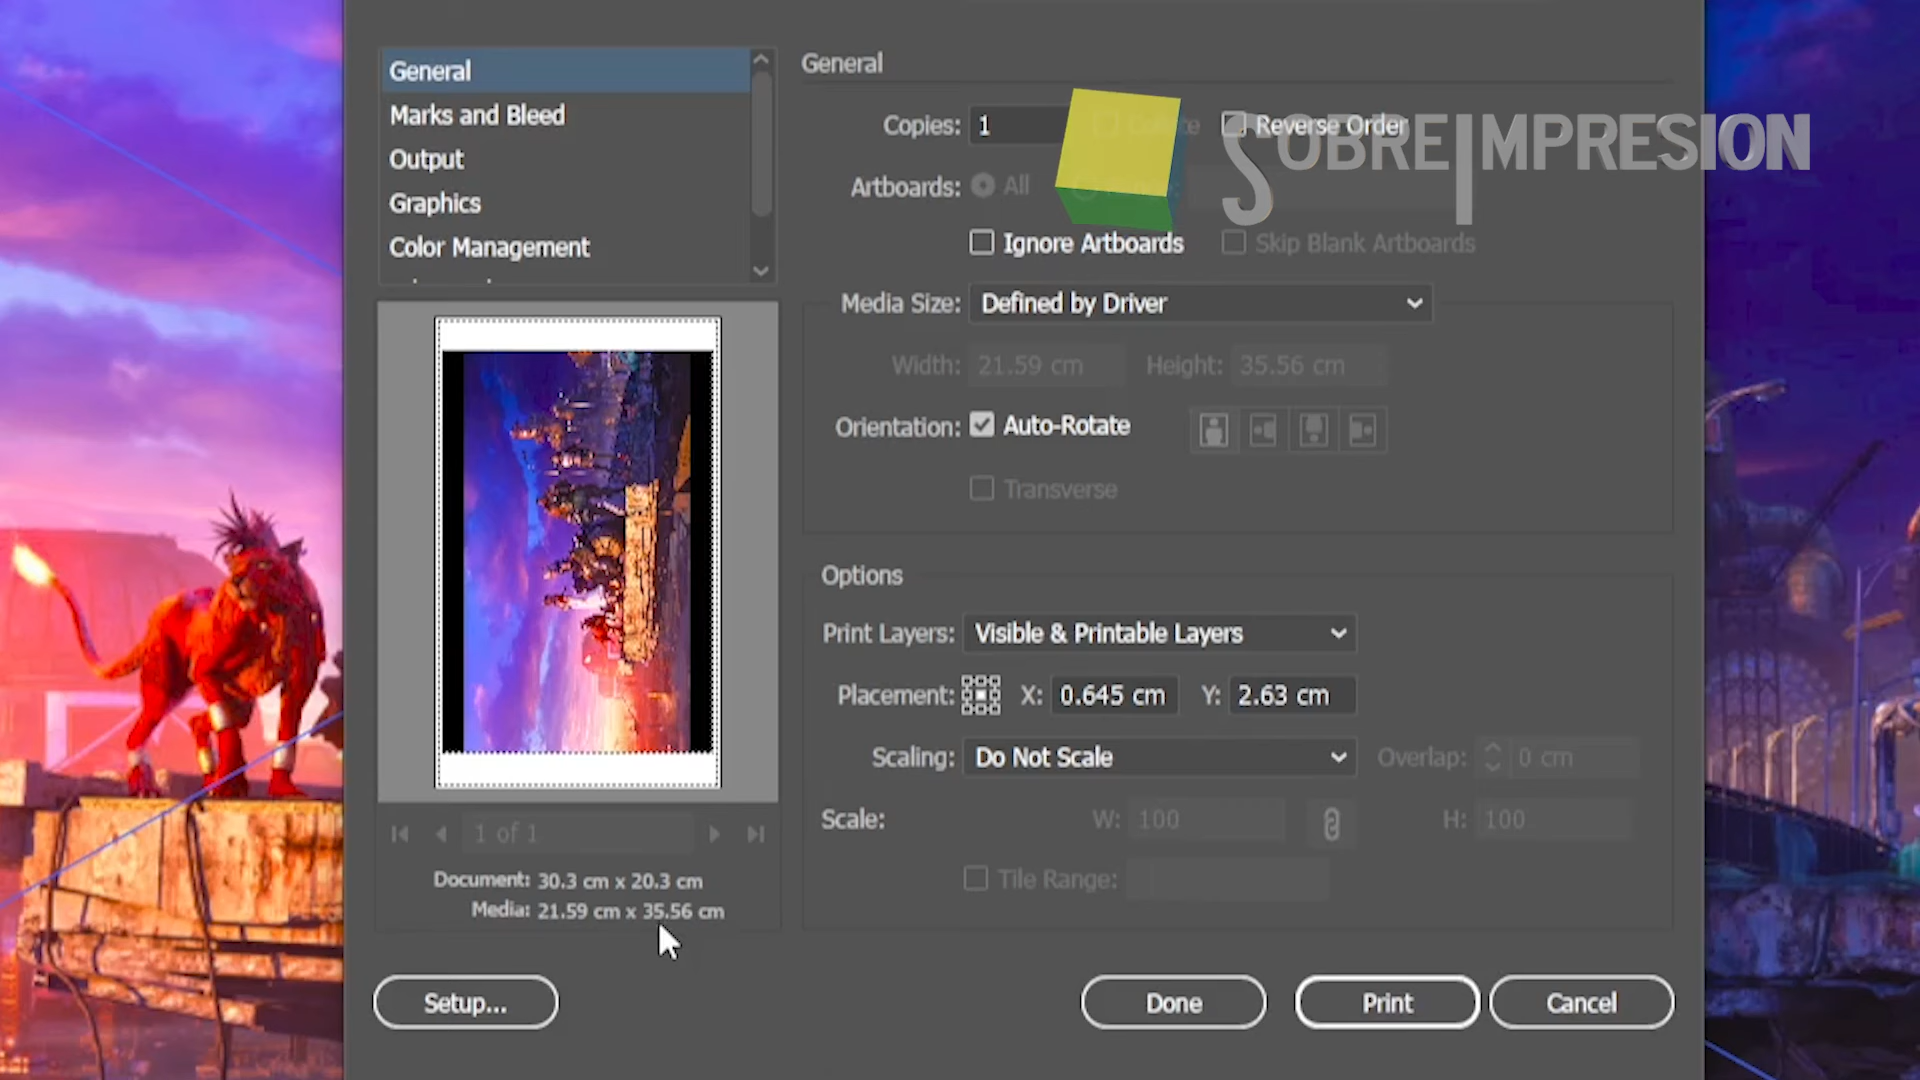 General
Marks and Bleed
Output
Graphics
Color Management
General
Copies: 1
Reverse Order
SOBREIMPRESION
Artboards: All
Ignore Artboards
Skip Blank Artboards
Media Size: Defined by Driver
Width: 21.59 cm Height: 35.56 cm
Orientation: Auto-Rotate
Transverse
Options
Print Layers: Visible & Printable Layers
Placement: X: 0.645 cm Y: 2.63 cm
Scaling: Do Not Scale Overlap: 0 cm
Scale: W: 100 H: 100
Tile Range:
1 of 1
Document: 30.3 cm x 20.3 cm
Media: 21.59 cm x 35.56 cm
Setup...
Done
Print
Cancel